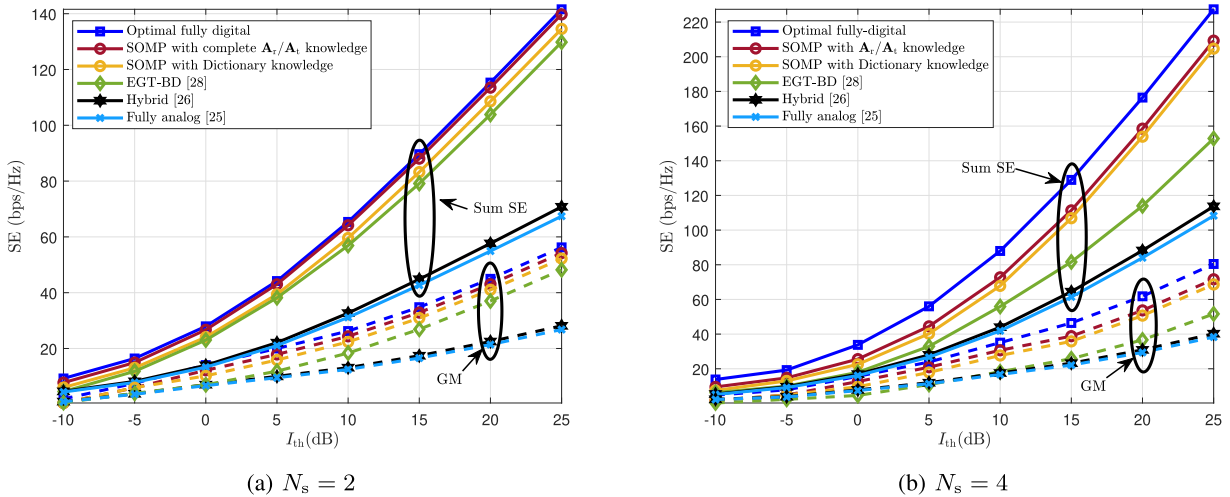 140
120
100
80
60
40
20
SE (bps/Hz)
Optimal fully digital
SOMP with complete Aᵣ/Aₜ knowledge
SOMP with Dictionary knowledge
EGT-BD [28]
Hybrid [26]
Fully analog [25]
Sum SE
GM
-10 -5 0 5 10 15 20 25
I_th(dB)
(a) N_s = 2
220
200
180
160
140
120
100
80
60
40
20
SE (bps/Hz)
Optimal fully-digital
SOMP with Aᵣ/Aₜ knowledge
SOMP with Dictionary knowledge
EGT-BD [28]
Hybrid [26]
Fully analog [25]
Sum SE
GM
-10 -5 0 5 10 15 20 25
I_th(dB)
(b) N_s = 4